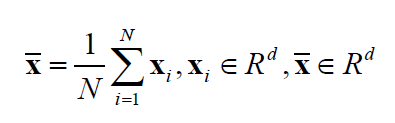 x̄ = 1/N ∑_{i=1}^{N} x_i, x_i ∈ R^d, x̄ ∈ R^d